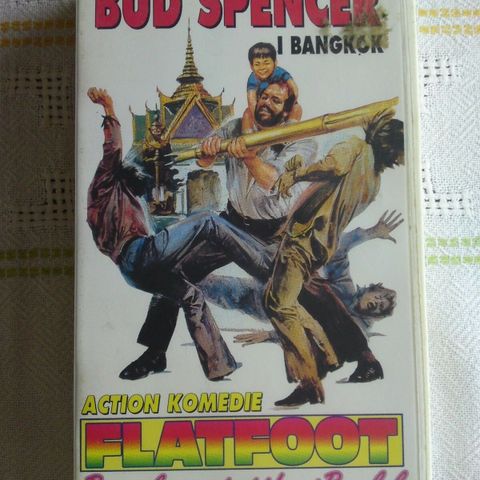 BUD SPENCER
I BANGKOK
ACTION KOMEDIE
FLATFOOT